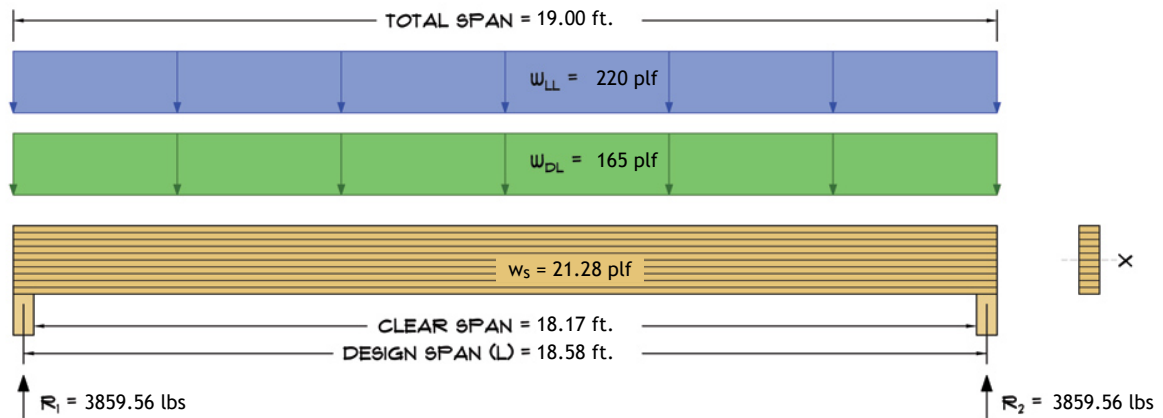 TOTAL SPAN = 19.00 ft.
wLL = 220 plf
wDL = 165 plf
ws = 21.28 plf
X
CLEAR SPAN = 18.17 ft.
DESIGN SPAN (L) = 18.58 ft.
R1 = 3859.56 lbs
R2 = 3859.56 lbs